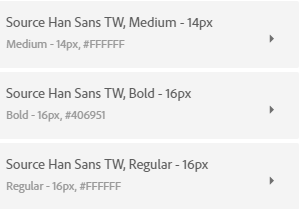 Source Han Sans TW, Medium - 14px
Medium - 14px, #FFFFFF
Source Han Sans TW, Bold - 16px
Bold - 16px, #406951
Source Han Sans TW, Regular - 16px
Regular - 16px, #FFFFFF